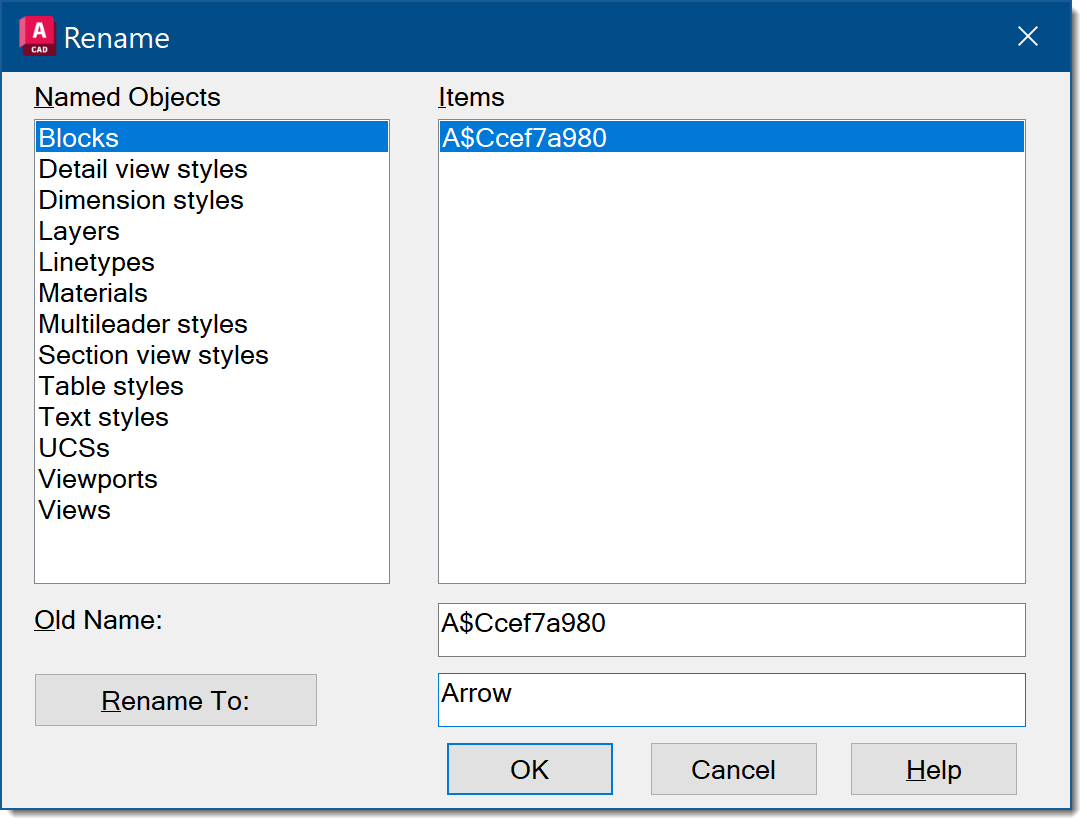 A
CAD
Rename
Named Objects
Items
Blocks
Detail view styles
Dimension styles
Layers
Linetypes
Materials
Multileader styles
Section view styles
Table styles
Text styles
UCSs
Viewports
Views
A$Ccef7a980
Old Name:
A$Ccef7a980
Rename To:
Arrow
OK
Cancel
Help